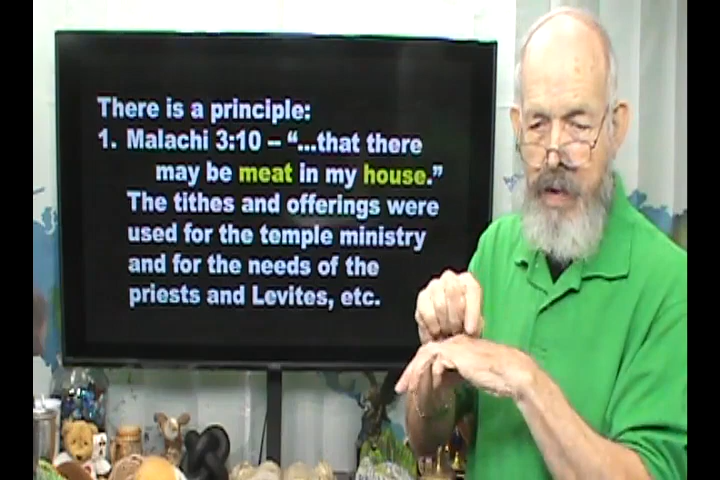 There is a principle:
1. Malachi 3:10 – “...that there
may be meat in my house.”
The tithes and offerings were
used for the temple ministry
and for the needs of the
priests and Levites, etc.